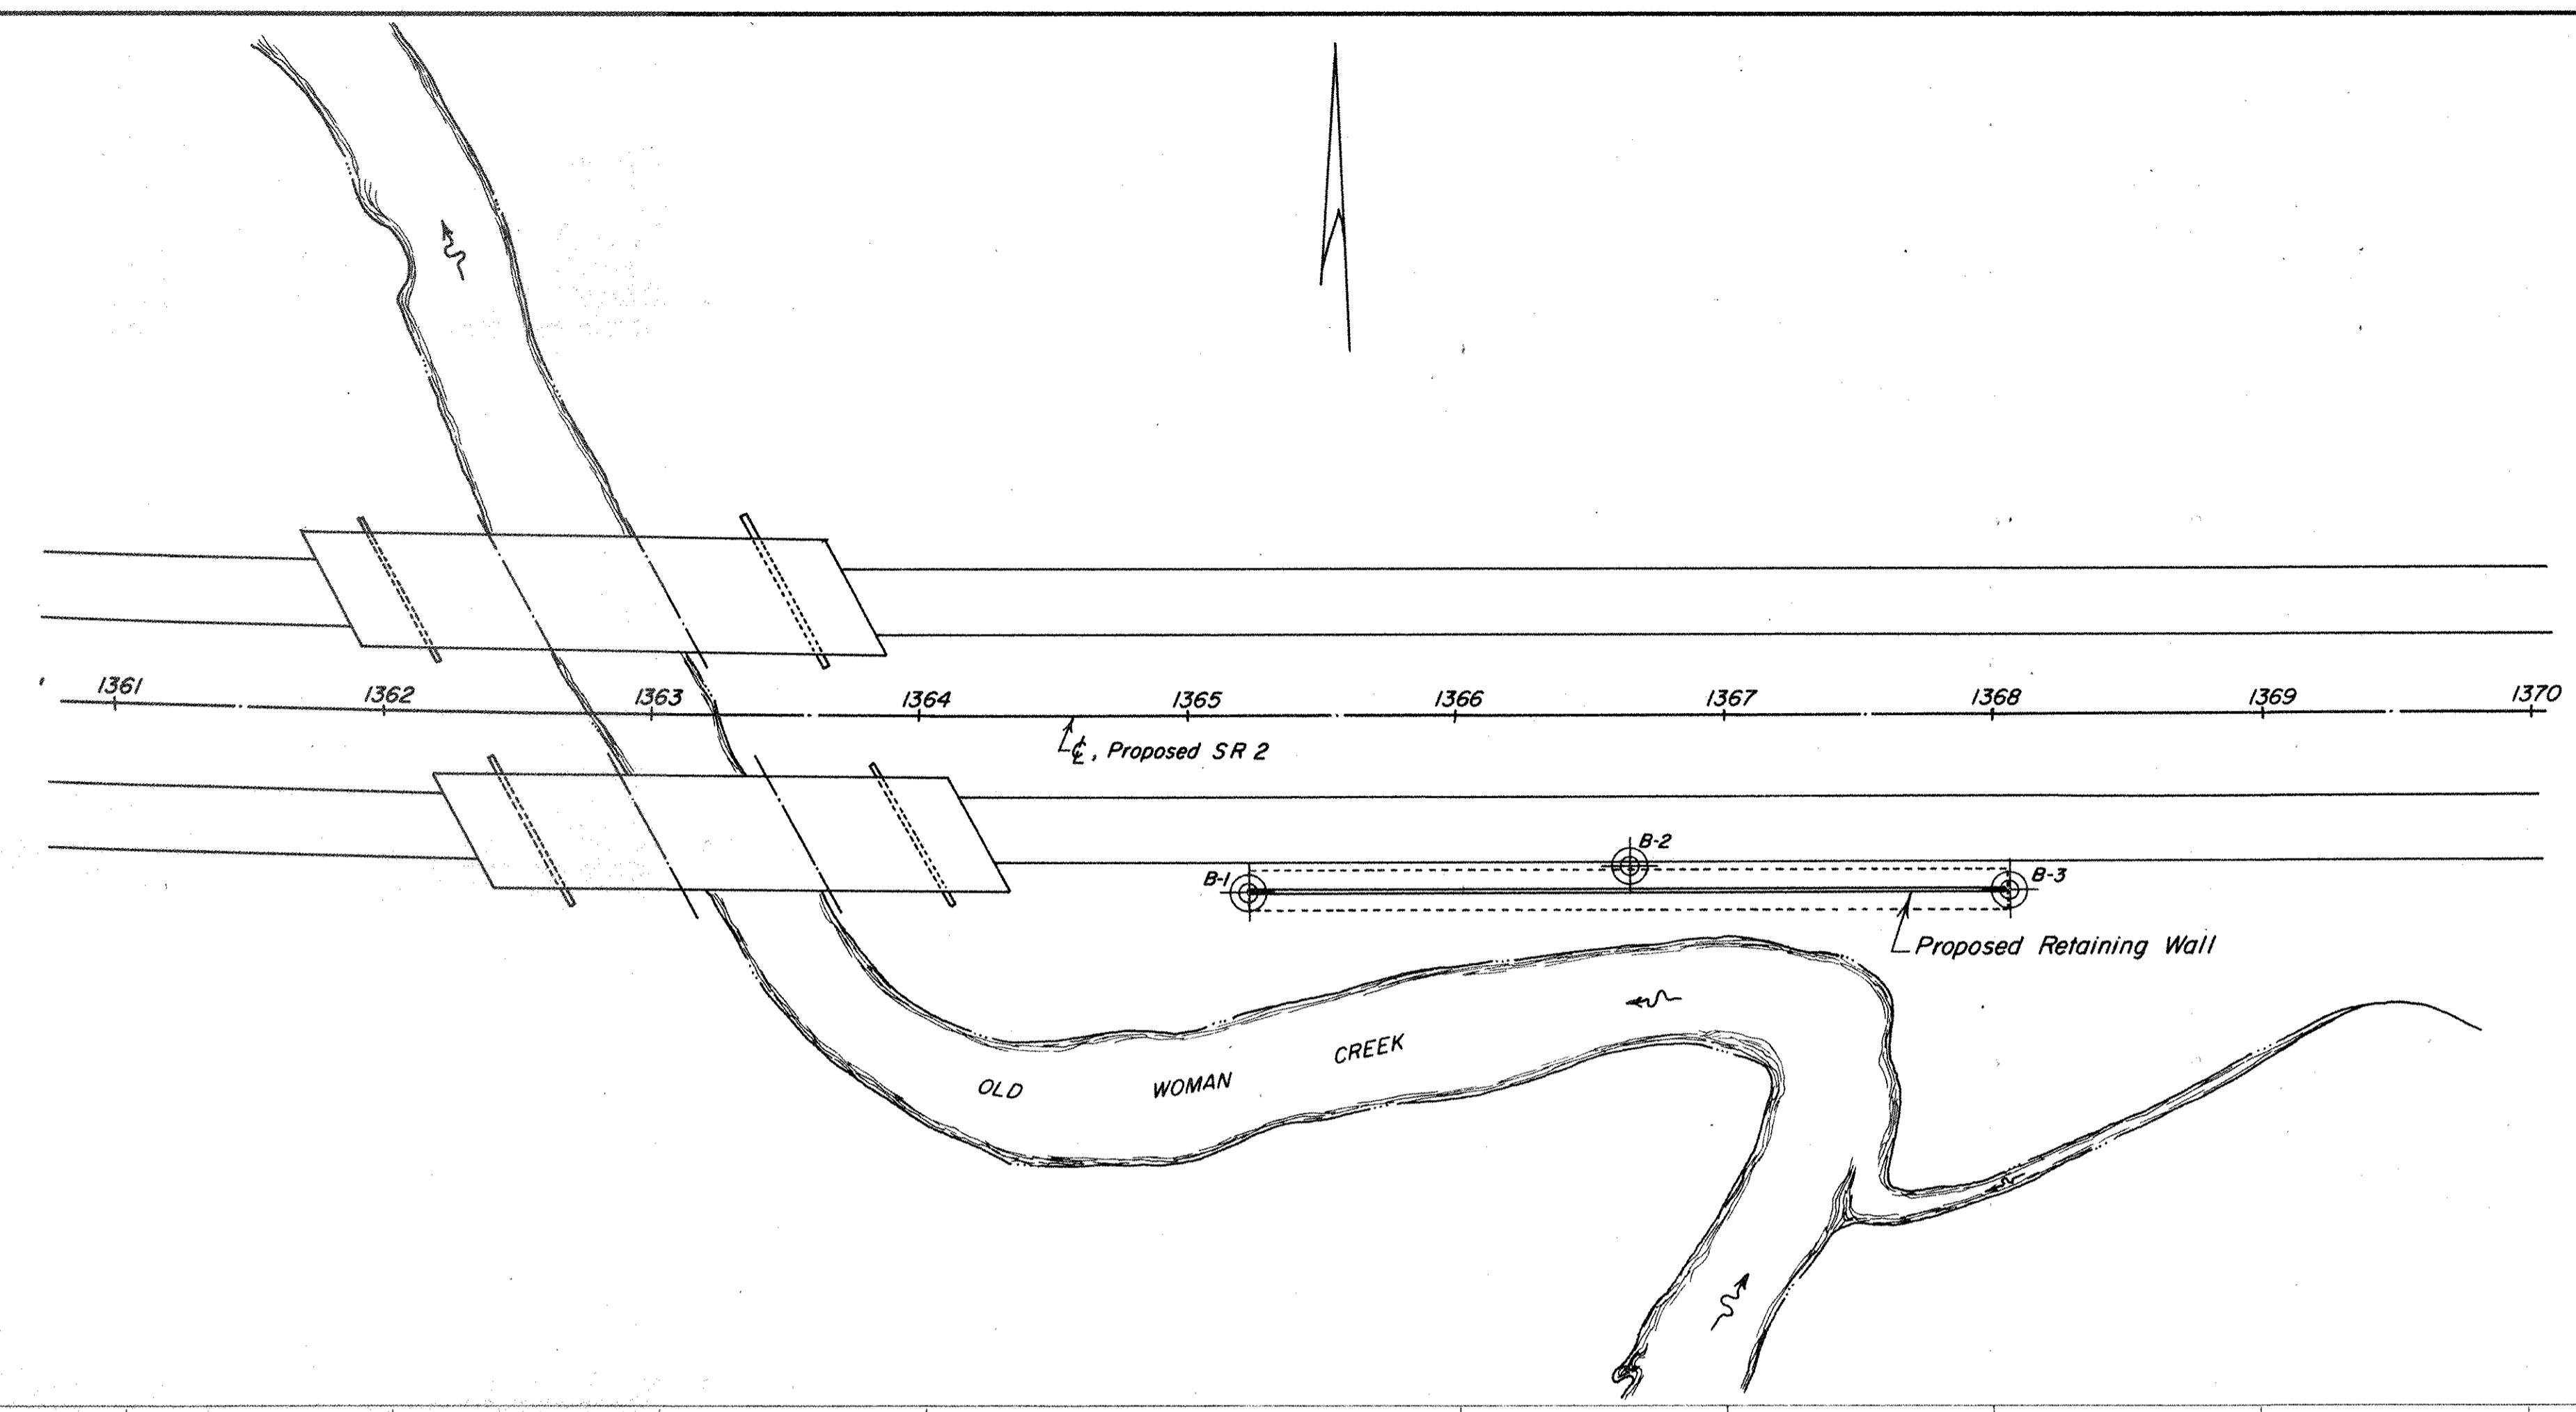 1361 1362 1363 1364 1365 1366 1367 1368 1369 1370
℄, Proposed SR 2
B-2
B-1
B-3
Proposed Retaining Wall
OLD WOMAN CREEK